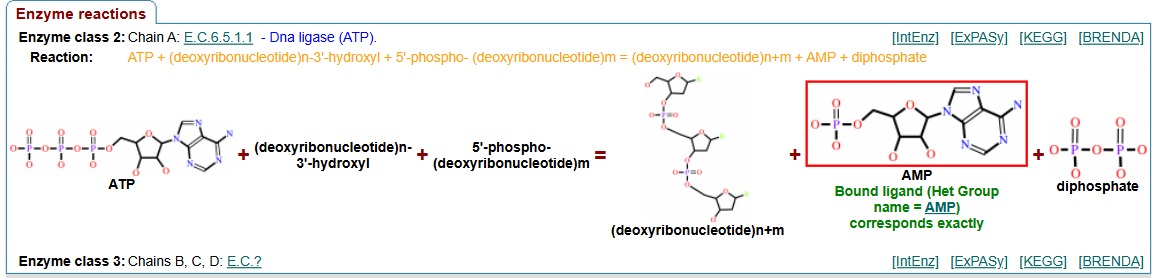 Enzyme reactions
Enzyme class 2: Chain A: E.C.6.5.1.1 - Dna ligase (ATP). [IntEnz] [ExPASy] [KEGG] [BRENDA]
Reaction: ATP + (deoxyribonucleotide)n-3'-hydroxyl + 5'-phospho- (deoxyribonucleotide)m = (deoxyribonucleotide)n+m + AMP + diphosphate
ATP
+
(deoxyribonucleotide)n-
3'-hydroxyl
+
5'-phospho-
(deoxyribonucleotide)m
=
(deoxyribonucleotide)n+m
+
AMP
Bound ligand (Het Group
name = AMP)
corresponds exactly
+
diphosphate
Enzyme class 3: Chains B, C, D: E.C.? [IntEnz] [ExPASy] [KEGG] [BRENDA]